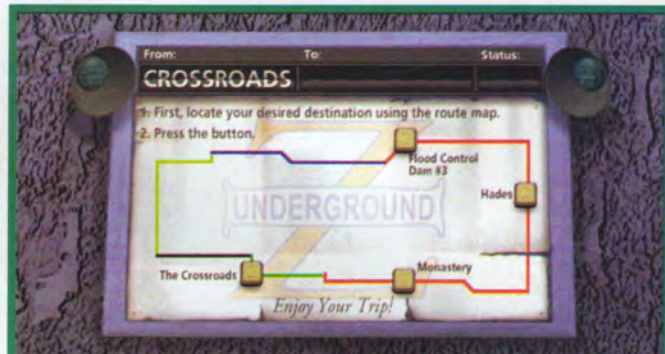 From: To: Status:
CROSSROADS
1. First, locate your desired destination using the route map.
2. Press the button.
Flood Control
Dam #3
UNDERGROUND
Hades
The Crossroads
Monastery
Enjoy Your Trip!